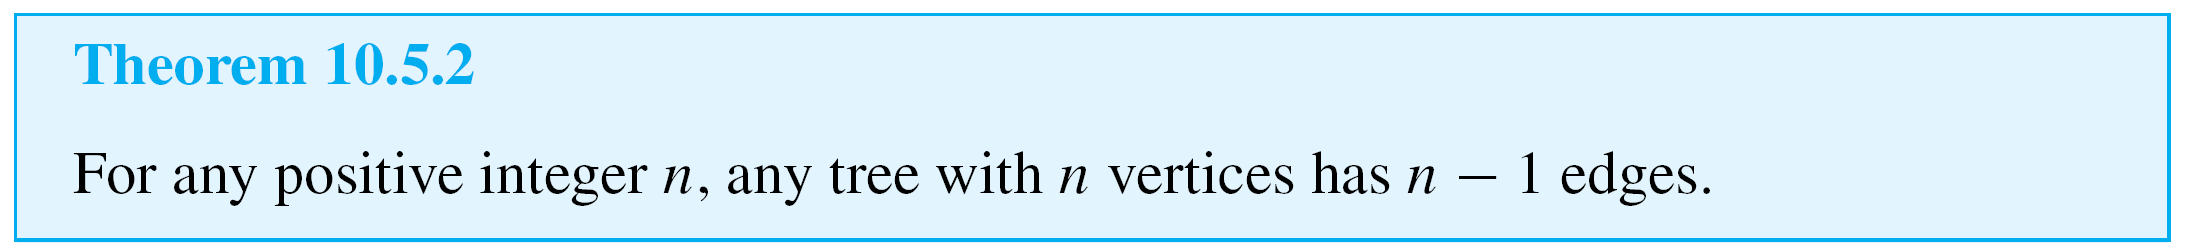 Theorem 10.5.2
For any positive integer n, any tree with n vertices has n − 1 edges.